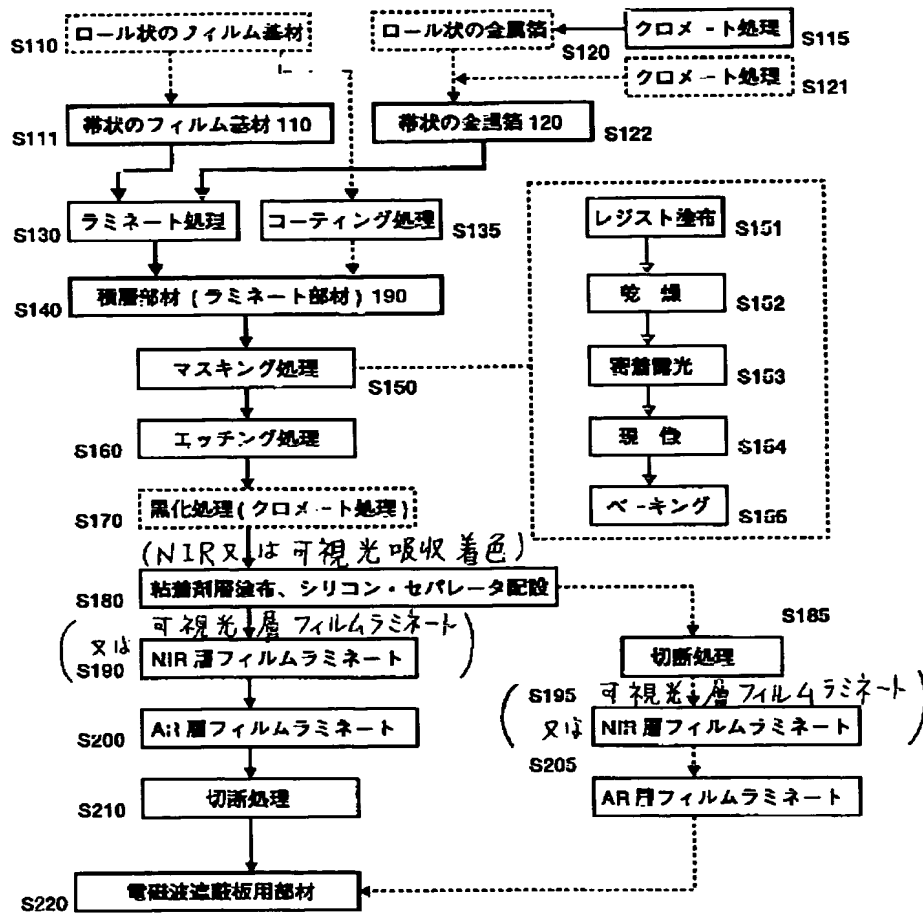 S110 ロール状のフィルム基材
ロール状の金属箔 S120
クロメート処理 S115
クロメート処理 S121
S111 帯状のフィルム基材 110
帯状の金属箔 120 S122
S130 ラミネート処理
コーティング処理 S135
S140 積層部材 (ラミネート部材) 190
マスキング処理 S150
レジスト塗布 S151
乾 燥 S152
密着露光 S153
現 像 S154
ベーキング S155
S160 エッチング処理
S170 黒化処理(クロメート処理)
(NIR又は可視光吸収着色)
S180 粘着剤層塗布、シリコン・セパレータ配設
(又は 可視光層フィルムラミネート)
S190 NIR層フィルムラミネート
S200 AR層フィルムラミネート
S210 切断処理
S185
切断処理
S195 (又は 可視光層フィルムラミネート)
NIR層フィルムラミネート
S205
AR層フィルムラミネート
S220 電磁波遮蔽板用部材